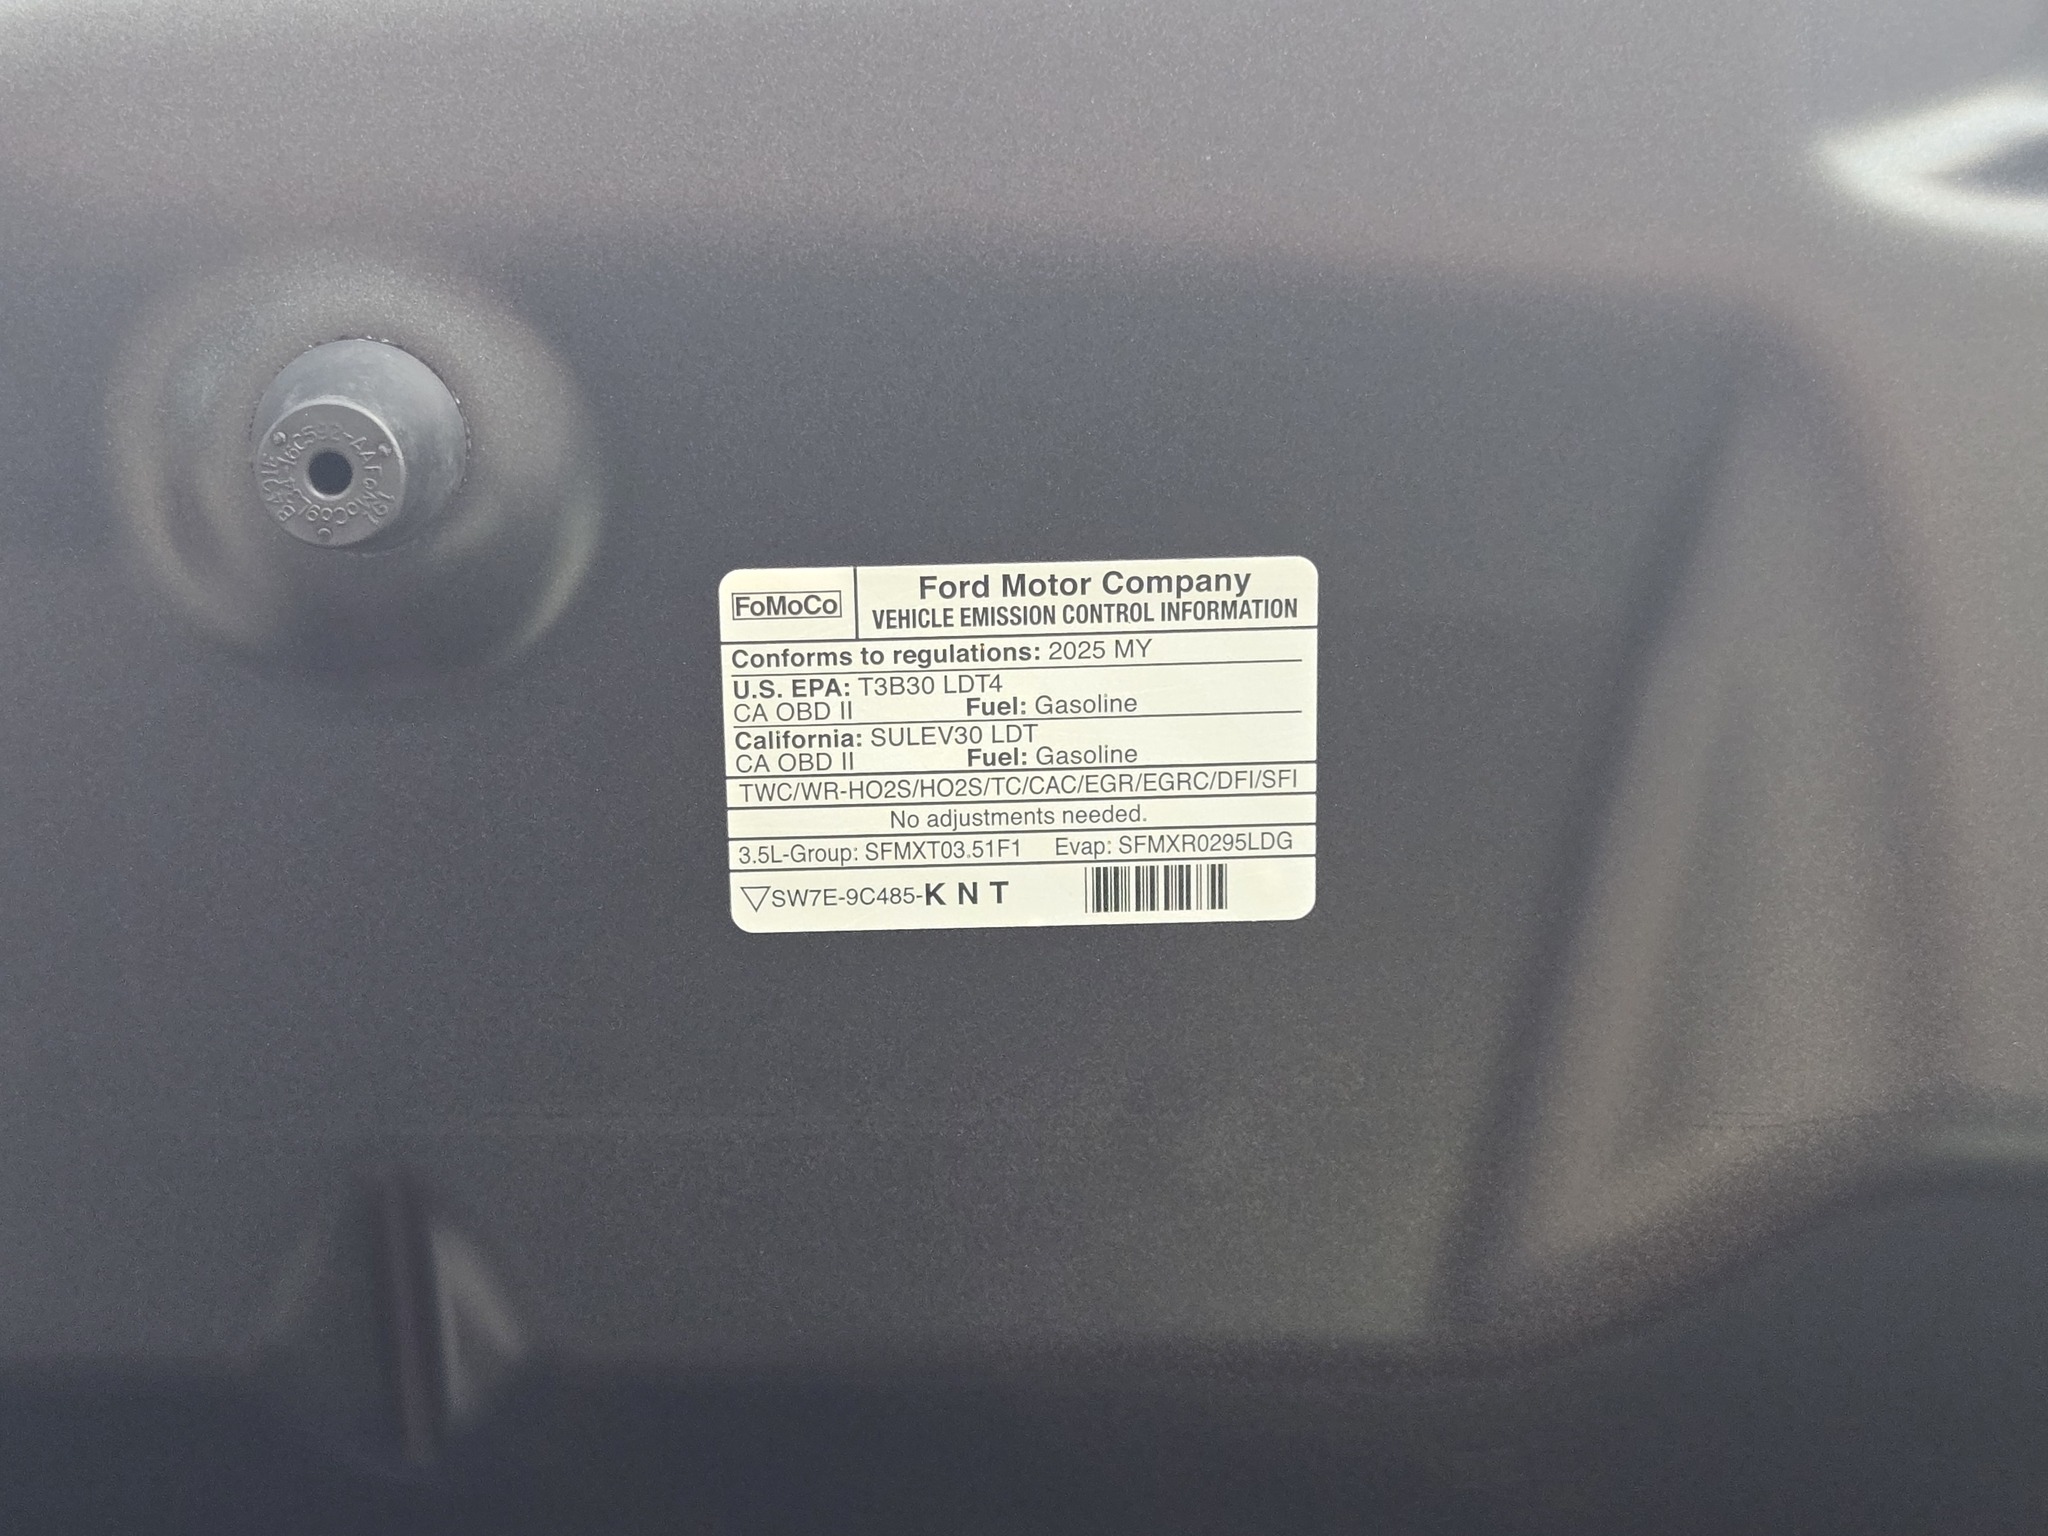 FoMoCo
Ford Motor Company
VEHICLE EMISSION CONTROL INFORMATION
Conforms to regulations: 2025 MY
U.S. EPA: T3B30 LDT4
CA OBD II Fuel: Gasoline
California: SULEV30 LDT
CA OBD II Fuel: Gasoline
TWC/WR-HO2S/HO2S/TC/CAC/EGR/EGRC/DFI/SFI
No adjustments needed.
3.5L-Group: SFMXT03.51F1 Evap: SFMXR0295LDG
SW7E-9C485-K N T